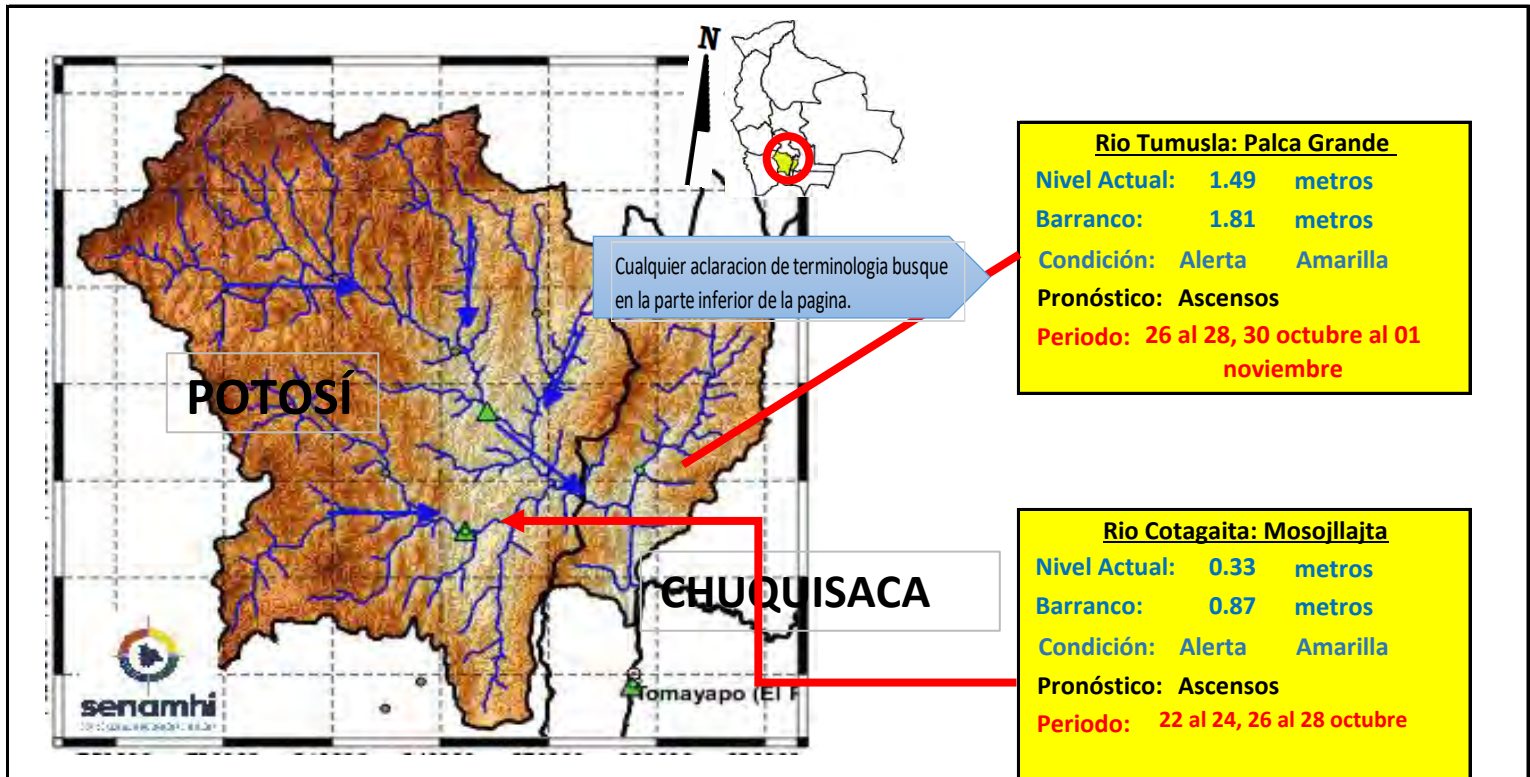 N
Cualquier aclaracion de terminologia busque
en la parte inferior de la pagina.
POTOSÍ
CHUQUISACA
Tomayapo (El
senamhi
Rio Tumusla: Palca Grande
Nivel Actual: 1.49 metros
Barranco: 1.81 metros
Condición: Alerta Amarilla
Pronóstico: Ascensos
Periodo: 26 al 28, 30 octubre al 01
noviembre
Rio Cotagaita: Mosojllajta
Nivel Actual: 0.33 metros
Barranco: 0.87 metros
Condición: Alerta Amarilla
Pronóstico: Ascensos
Periodo: 22 al 24, 26 al 28 octubre